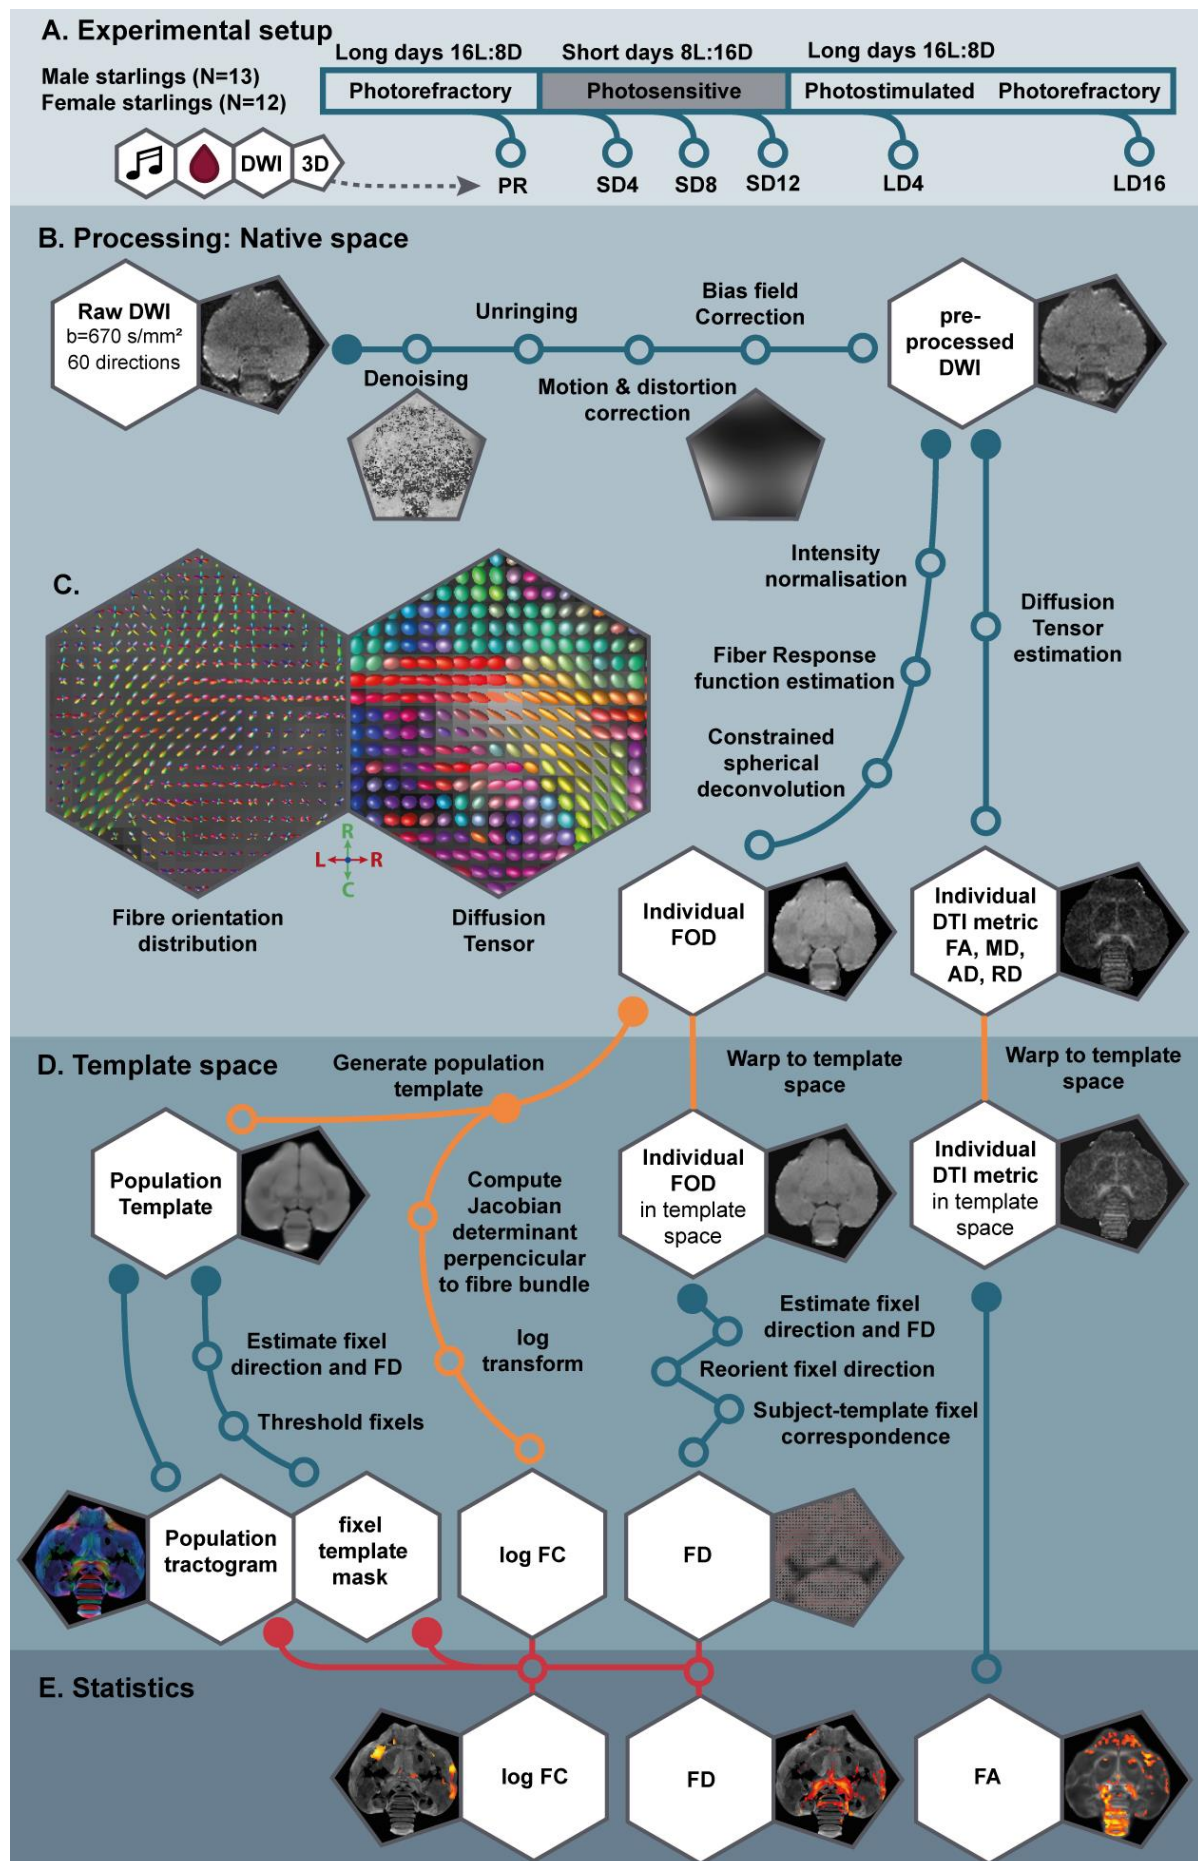 A. Experimental setup
Male starlings (N=13)
Female starlings (N=12)
Long days 16L:8D
Short days 8L:16D
Long days 16L:8D
Photorefractory
Photosensitive
Photostimulated
Photorefractory
DWI
3D
PR
SD4
SD8
SD12
LD4
LD16
B. Processing: Native space
Raw DWI
b=670 s/mm²
60 directions
Denoising
Unringing
Motion & distortion
correction
Bias field
Correction
pre-
processed
DWI
Intensity
normalisation
Fiber Response
function estimation
Constrained
spherical
deconvolution
Diffusion
Tensor
estimation
C.
R
L
R
C
Fibre orientation
distribution
Diffusion
Tensor
Individual
FOD
Individual
DTI metric
FA, MD,
AD, RD
D. Template space
Generate population
template
Warp to template
space
Warp to template
space
Population
Template
Compute
Jacobian
determinant
perpencicular
to fibre bundle
log
transform
Individual
FOD
in template
space
Individual
DTI metric
in template
space
Estimate fixel
direction and FD
Threshold fixels
Estimate fixel
direction and FD
Reorient fixel direction
Subject-template fixel
correspondence
Population
tractogram
fixel
template
mask
log FC
FD
E. Statistics
log FC
FD
FA